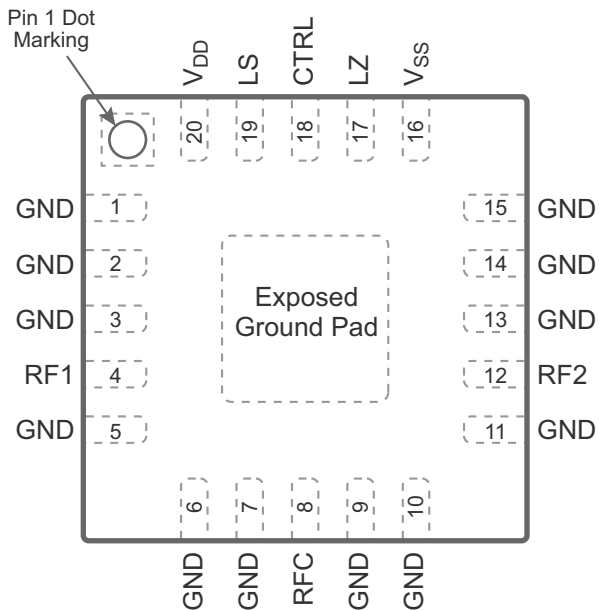 Pin 1 Dot
Marking
VDD
LS
CTRL
LZ
VSS
20
19
18
17
16
GND 1
15 GND
GND 2
14 GND
GND 3
13 GND
RF1 4
12 RF2
GND 5
11 GND
Exposed
Ground Pad
6
7
8
9
10
GND
GND
RFC
GND
GND